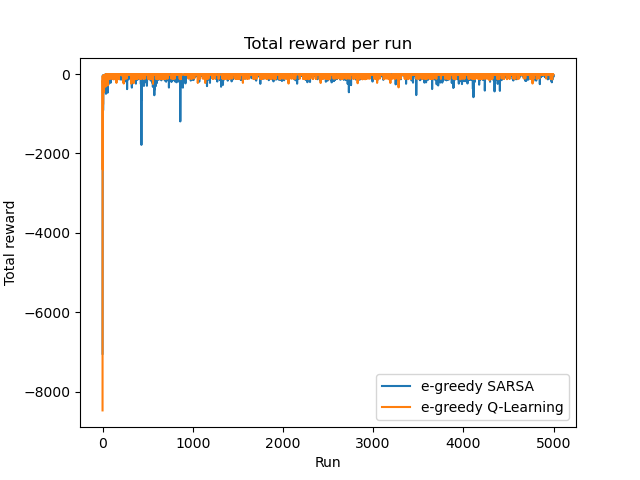 Total reward per run
0
−2000
−4000
−6000
−8000
Total reward
0
1000
2000
3000
4000
5000
Run
e-greedy SARSA
e-greedy Q-Learning